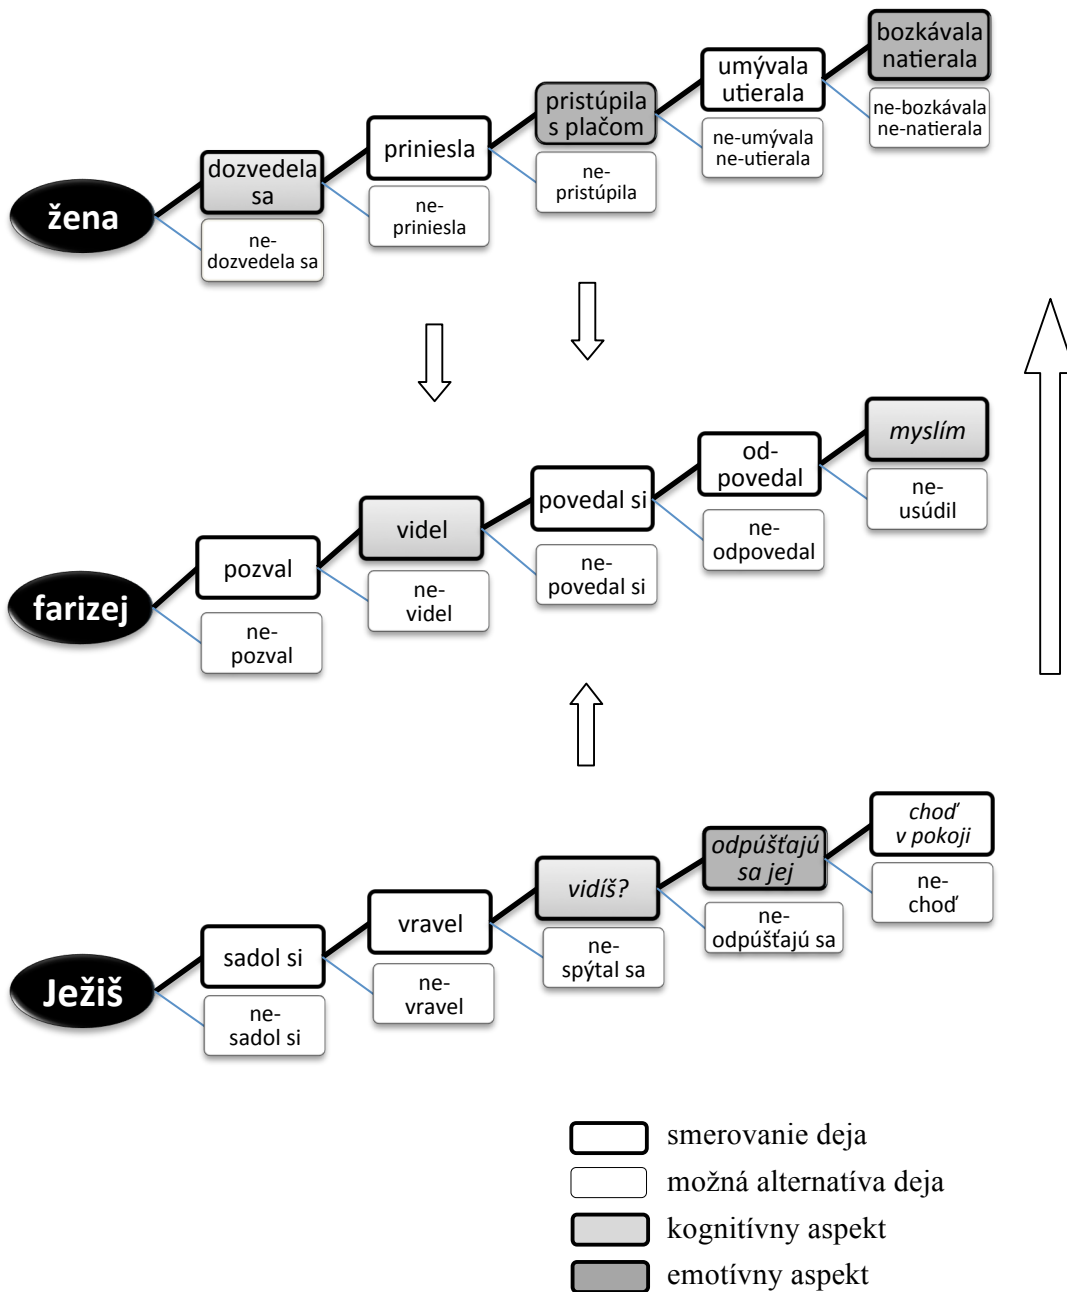 žena
dozvedela
sa
ne-
dozvedela sa
priniesla
ne-
priniesla
pristúpila
s plačom
ne-
pristúpila
umývala
utierala
ne-umývala
ne-utierala
bozkávala
natierala
ne-bozkávala
ne-natierala
farizej
pozval
ne-
pozval
videl
ne-
videl
povedal si
ne-
povedal si
od-
povedal
ne-
odpovedal
myslím
ne-
usúdil
Ježiš
sadol si
ne-
sadol si
vravel
ne-
vravel
vidíš?
ne-
spýtal sa
odpúšťajú
sa jej
ne-
odpúšťajú sa
choď
v pokoji
ne-
choď
smerovanie deja
možná alternatíva deja
kognitívny aspekt
emotívny aspekt